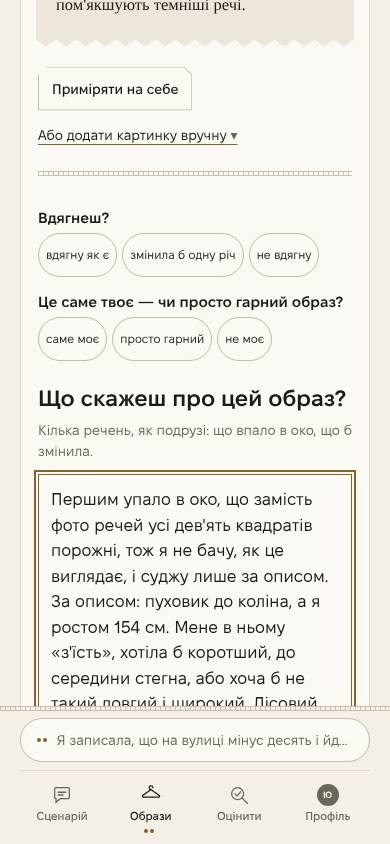 пом'якшують темніші речі.
Приміряти на себе
Або додати картинку вручну ▾
Вдягнеш?
вдягну як є
змінила б одну річ
не вдягну
Це саме твоє — чи просто гарний образ?
саме моє
просто гарний
не моє
Що скажеш про цей образ?
Кілька речень, як подрузі: що впало в око, що б
змінила.
Першим упало в око, що замість
фото речей усі дев'ять квадратів
порожні, тож я не бачу, як це
виглядає, і суджу лише за описом.
За описом: пуховик до коліна, а я
ростом 154 см. Мене в ньому
«з'їсть», хотіла б коротший, до
середини стегна, або хоча б не
такий довгий і широкий. Лісовий
Я записала, що на вулиці мінус десять і йд...
Сценарій
Образи
Оцінити
Ю
Профіль